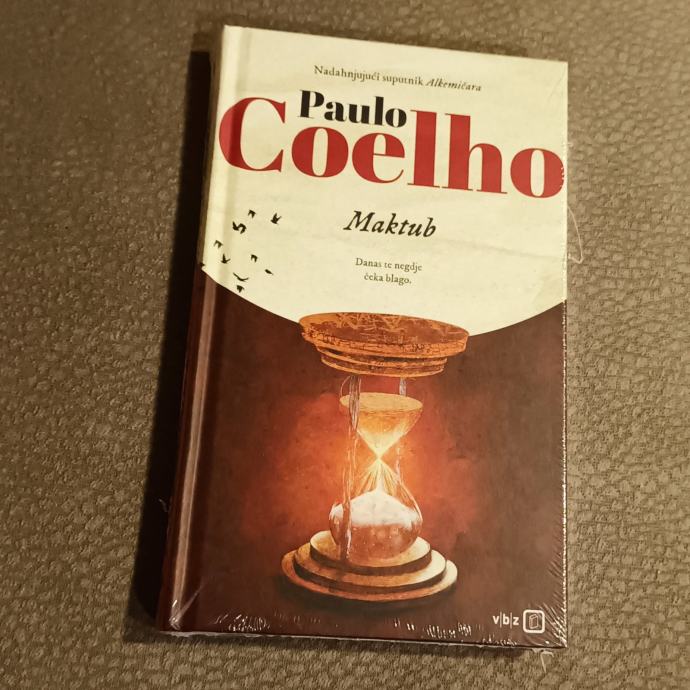 Nadahnjujući suputnik Alkemičara
Paulo
Coelho
Maktub
Danas te negdje
čeka blago.
v|b|z